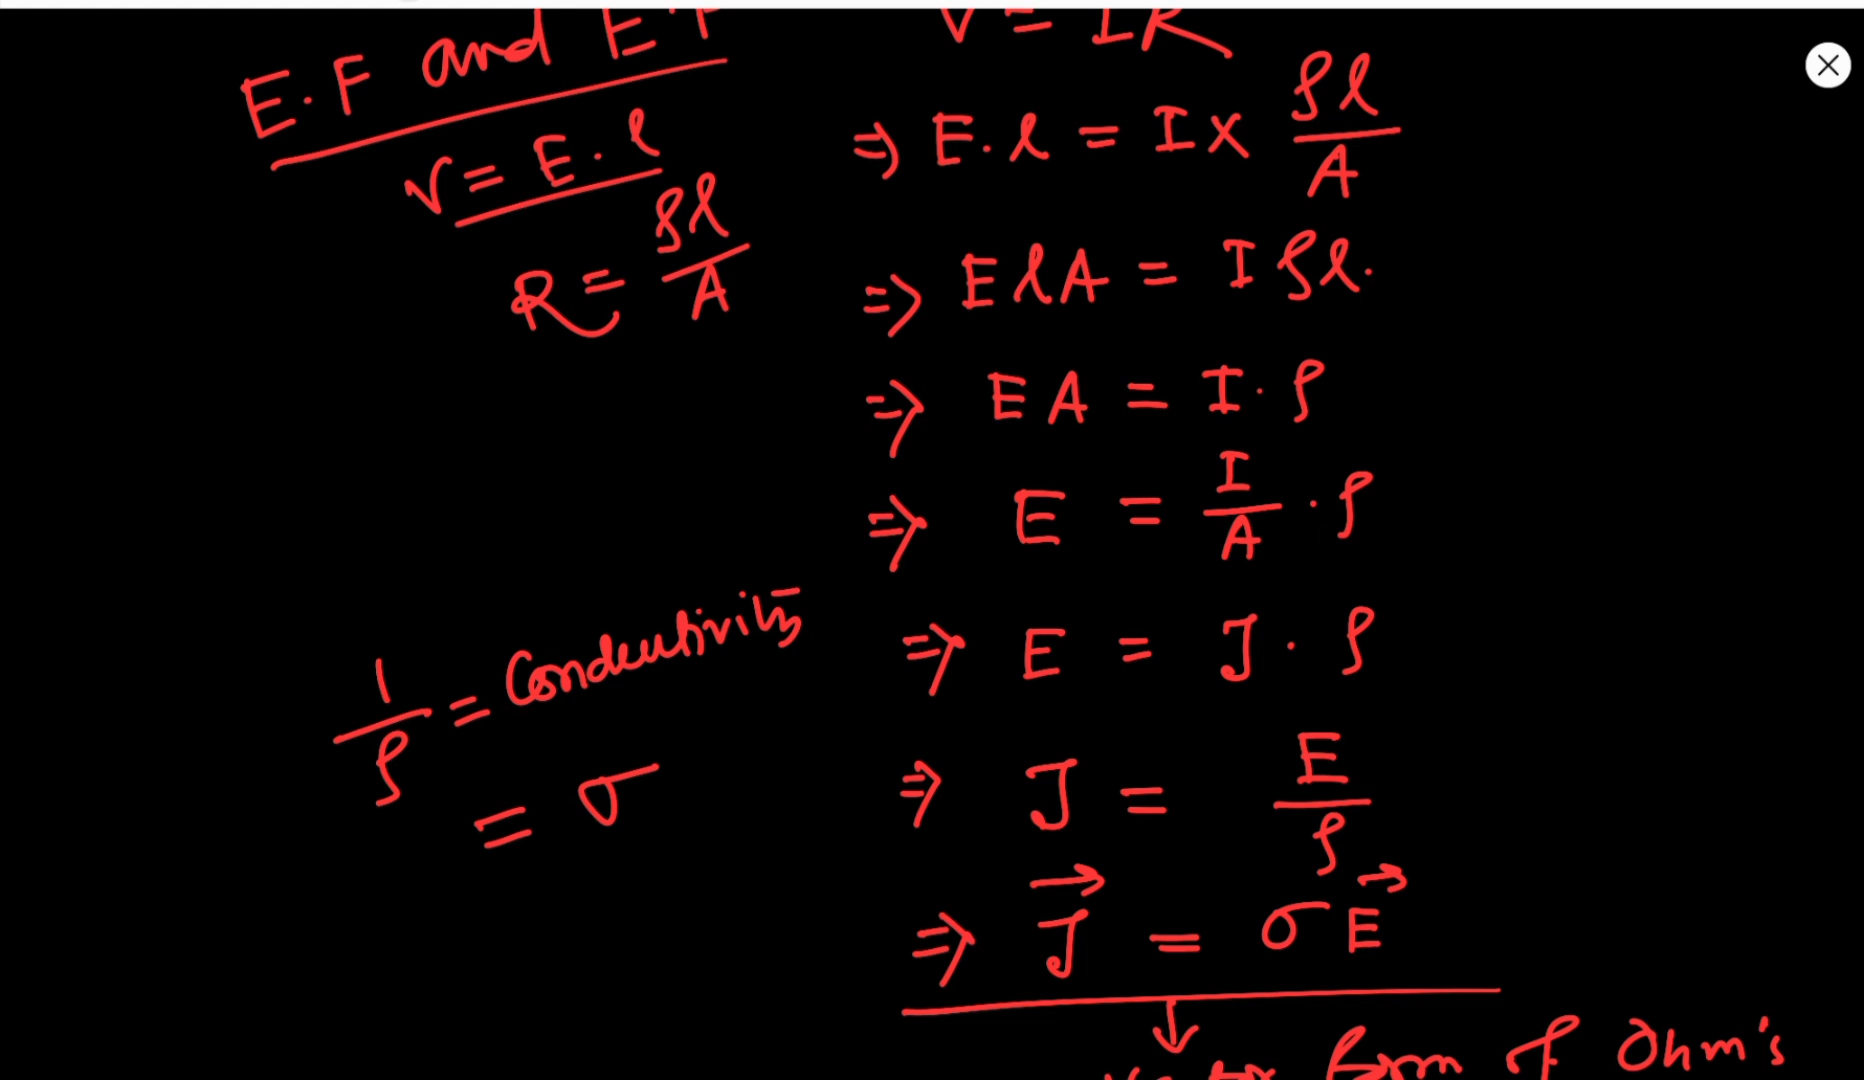 E.F and E.P
V = E.l
R = ρl/A
1/ρ = Conductivity
= σ
V = IR
⇒ E.l = I × ρl/A
⇒ ElA = Iρl.
⇒ EA = I.ρ
⇒ E = I/A . ρ
⇒ E = J . ρ
⇒ J = E/ρ
⇒ J⃗ = σE⃗
↓
form of Ohm's